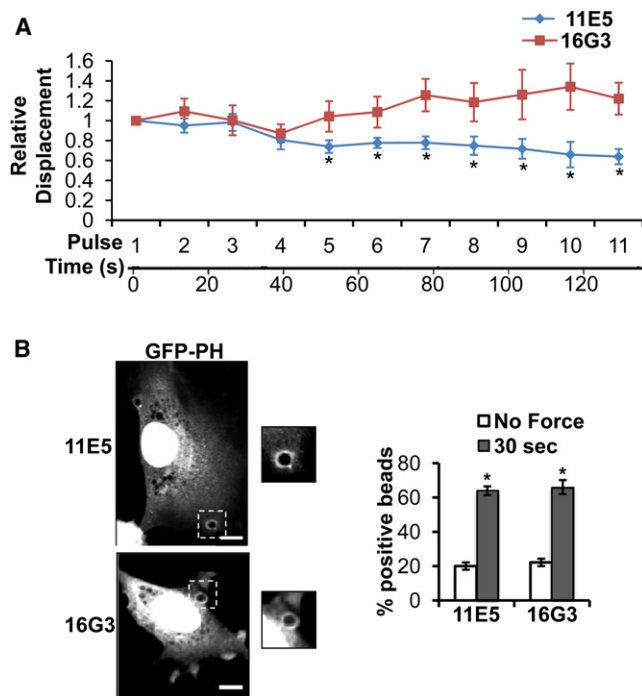 A
11E5
16G3
Relative
Displacement
1.6
1.4
1.2
1
0.8
0.6
0.4
0.2
0
* * * * * * *
Pulse 1 2 3 4 5 6 7 8 9 10 11
Time (s) 0 20 40 60 80 100 120
B
GFP-PH
11E5
16G3
No Force
30 sec
% positive beads
80
60
40
20
0
* *
11E5 16G3